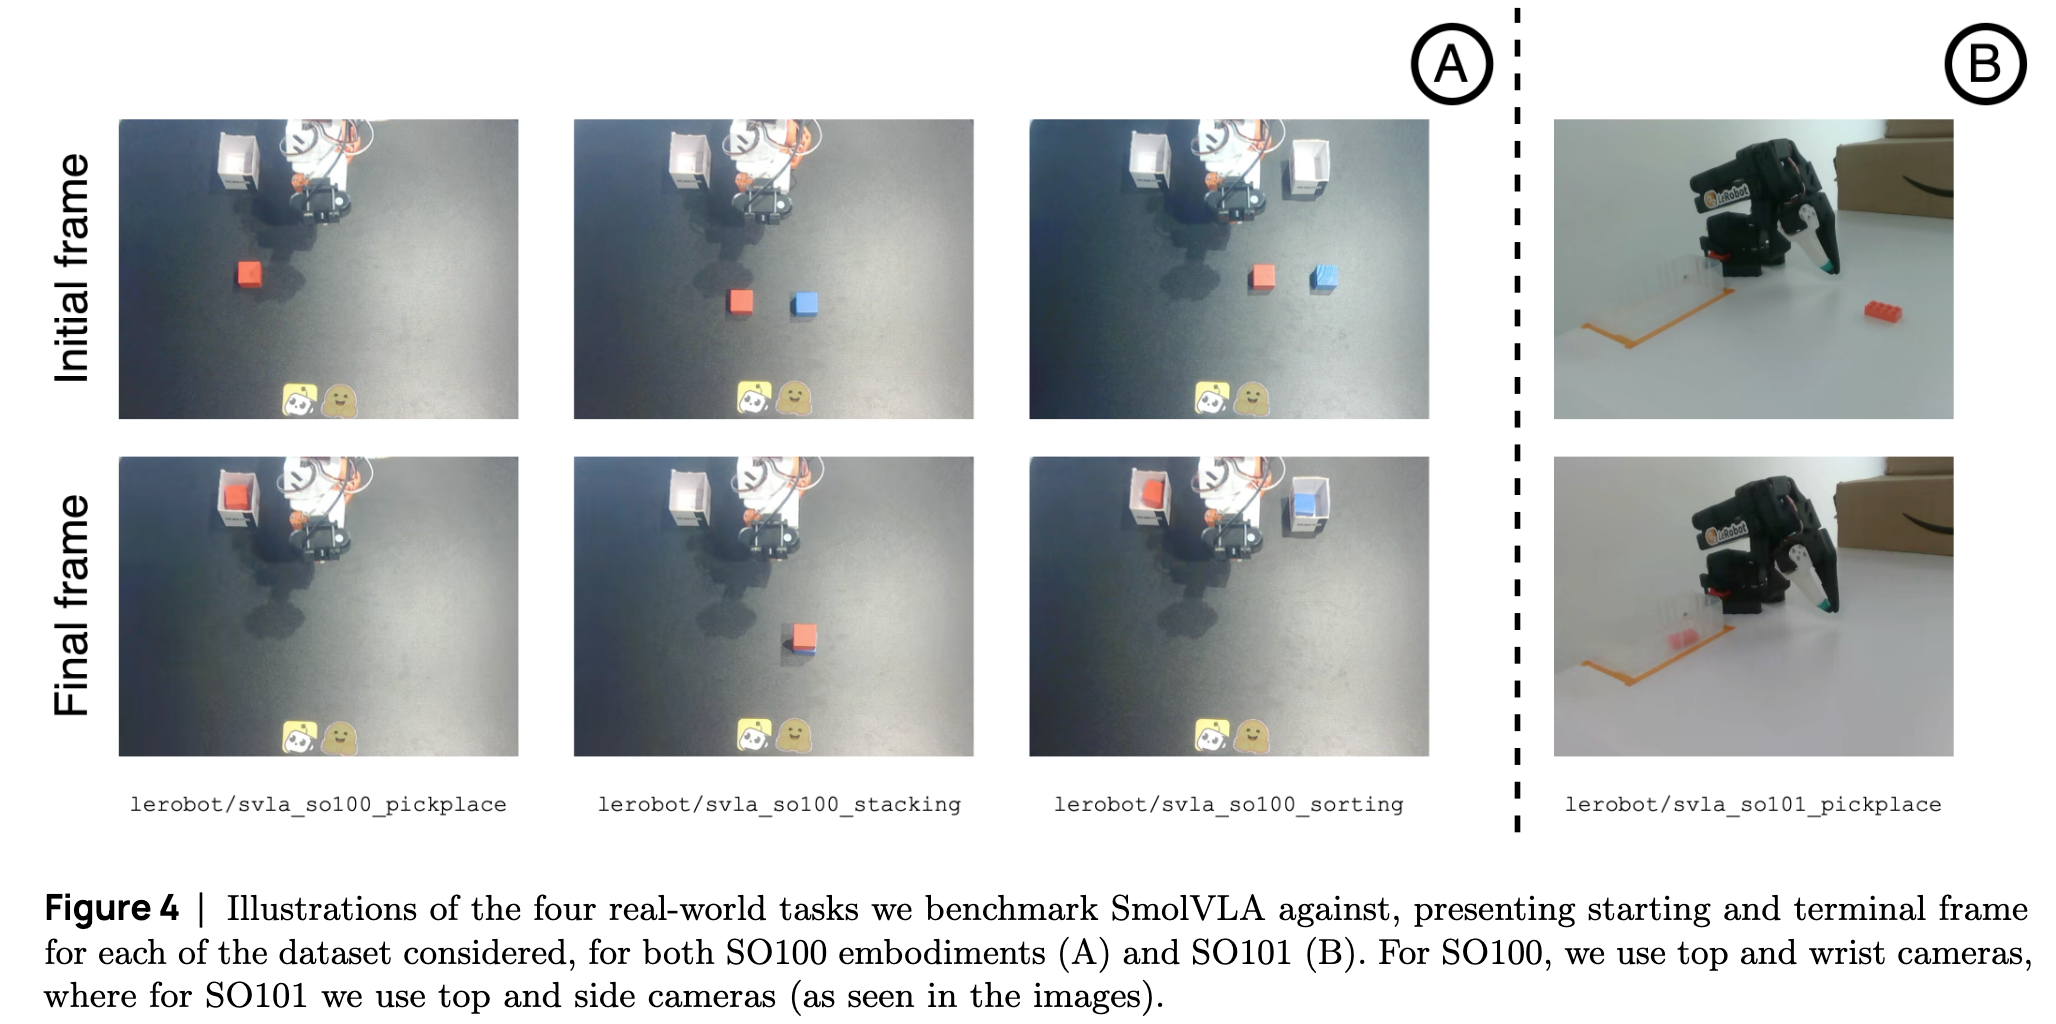 A
B
Initial frame
LeRobot
Final frame
LeRobot
lerobot/svla_so100_pickplace
lerobot/svla_so100_stacking
lerobot/svla_so100_sorting
lerobot/svla_so101_pickplace
Figure 4 | Illustrations of the four real-world tasks we benchmark SmolVLA against, presenting starting and terminal frame
for each of the dataset considered, for both SO100 embodiments (A) and SO101 (B). For SO100, we use top and wrist cameras,
where for SO101 we use top and side cameras (as seen in the images).